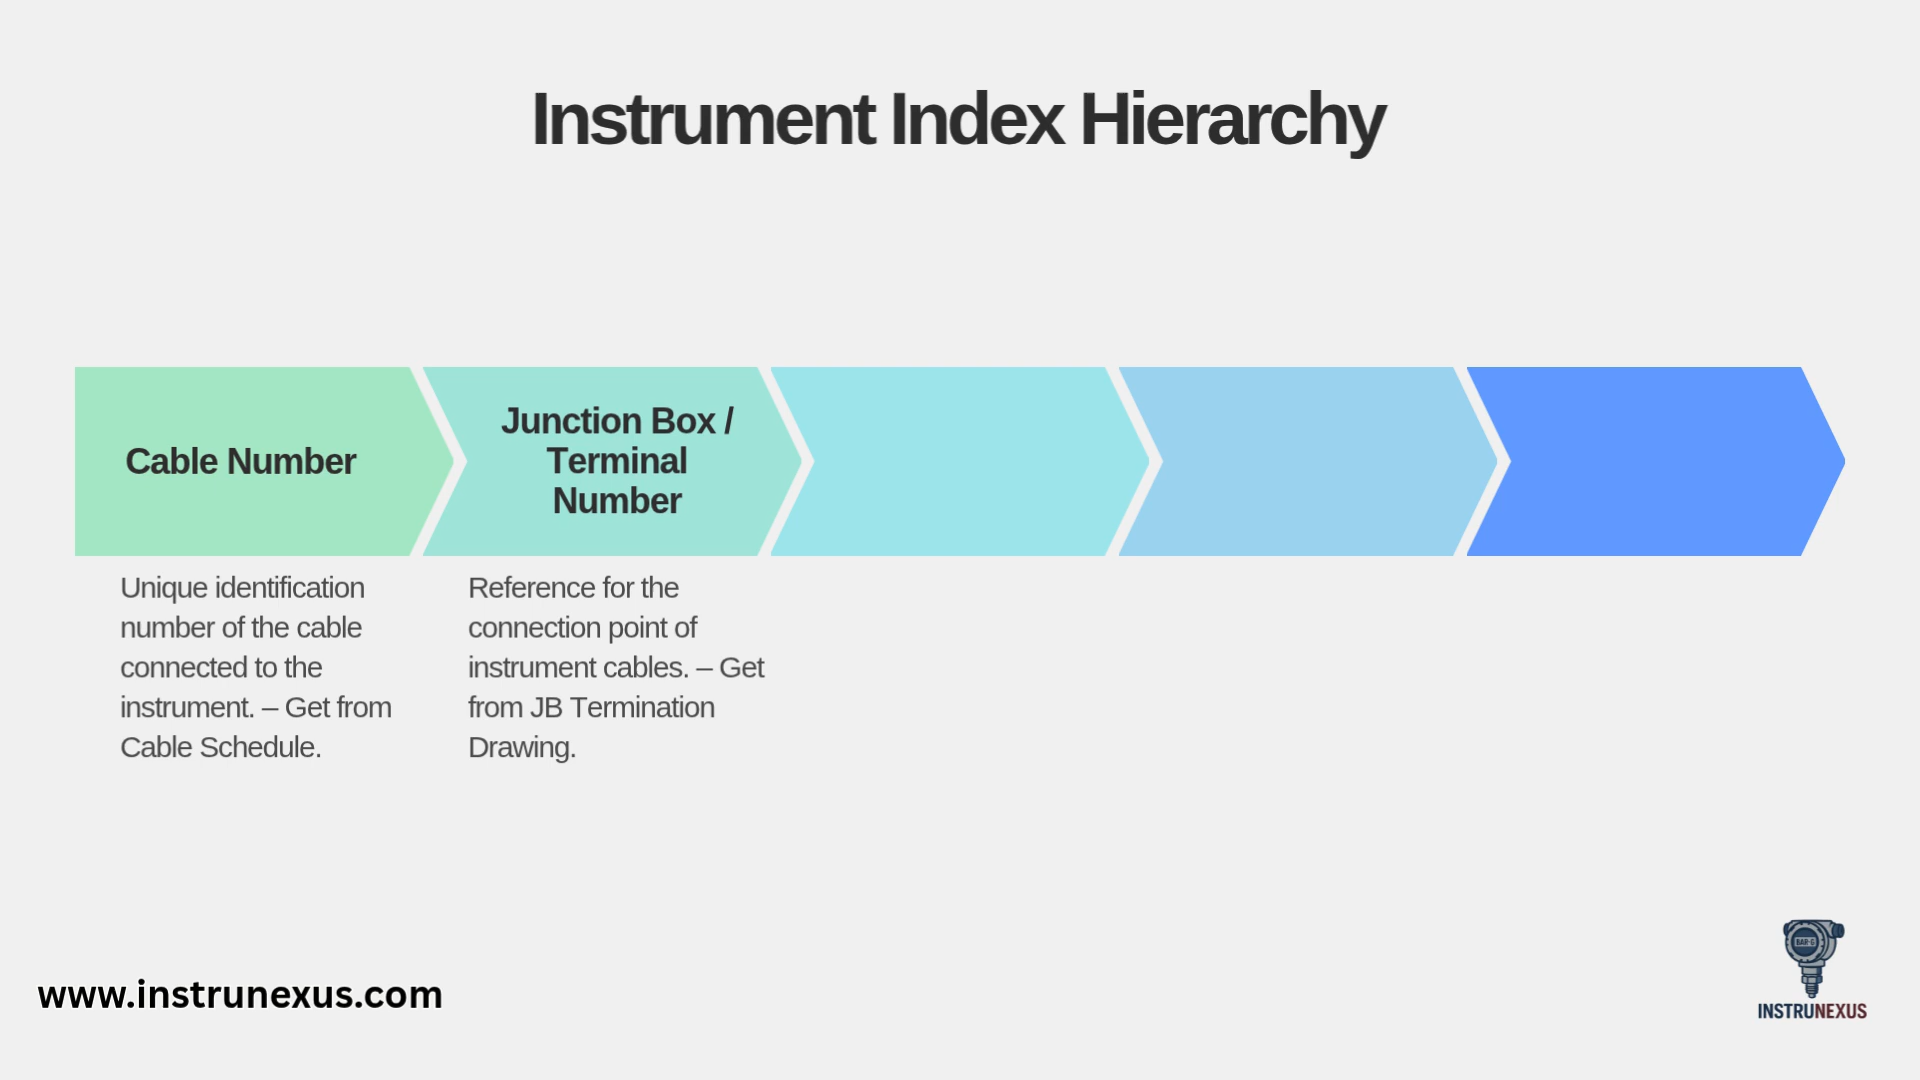 Instrument Index Hierarchy
Cable Number
Junction Box /
Terminal
Number
Unique identification
number of the cable
connected to the
instrument. – Get from
Cable Schedule.
Reference for the
connection point of
instrument cables. – Get
from JB Termination
Drawing.
www.instrunexus.com
BAR-G
INSTRUNEXUS